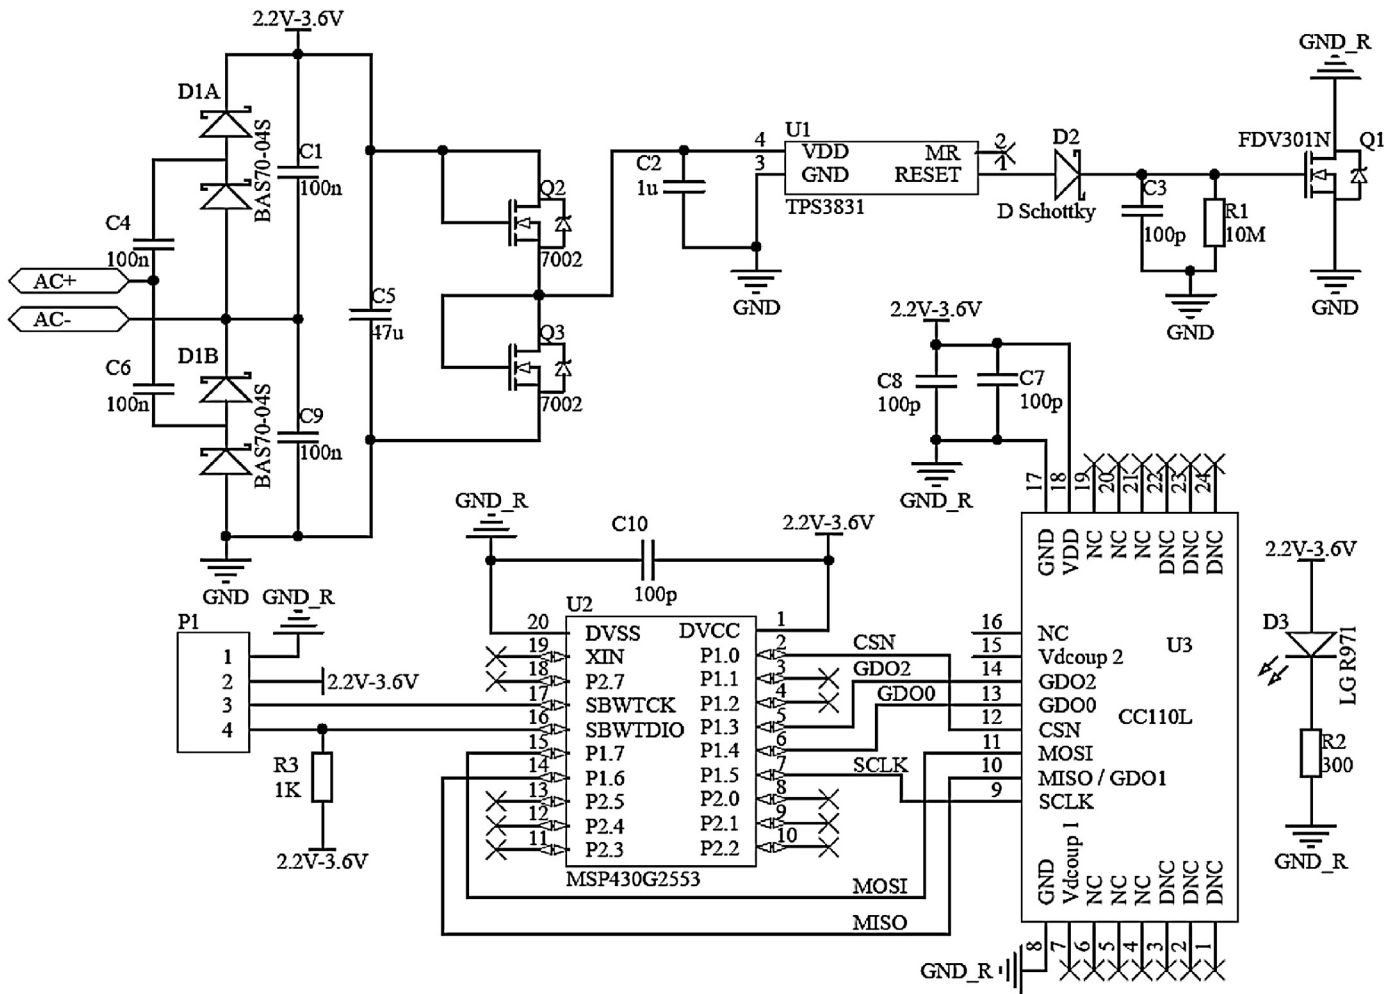 2.2V-3.6V
D1A
BAS70-04S
C1
100n
C4
100n
AC+
AC-
C5
47u
D1B
BAS70-04S
C6
100n
C9
100n
GND
Q2
7002
Q3
7002
C2
1u
U1
4
VDD
3
GND
MR
2
RESET
1
TPS3831
GND
D2
D Schottky
C3
100p
R1
10M
GND
GND_R
FDV301N
Q1
GND
2.2V-3.6V
C8
100p
C7
100p
GND_R
GND_R
C10
100p
2.2V-3.6V
P1
GND_R
1
2
3
4
2.2V-3.6V
R3
1K
2.2V-3.6V
U2
20
DVSS
19
XIN
18
P2.7
17
SBWTCK
16
SBWTDIO
15
P1.7
14
P1.6
13
P2.5
12
P2.4
11
P2.3
DVCC
1
P1.0
2
P1.1
3
P1.2
4
P1.3
5
P1.4
6
P1.5
7
P2.0
8
P2.1
9
P2.2
10
MSP430G2553
CSN
GDO2
GDO0
SCLK
MOSI
MISO
17
18
19
20
21
22
23
24
GND
VDD
NC
NC
NC
DNC
DNC
DNC
16
NC
15
Vdcoup 2
14
GDO2
13
GDO0
12
CSN
11
MOSI
10
MISO / GDO1
9
SCLK
U3
CC110L
GND
Vdcoup 1
NC
NC
NC
DNC
DNC
DNC
8
7
6
5
4
3
2
1
GND_R
2.2V-3.6V
D3
LG R971
R2
300
GND_R